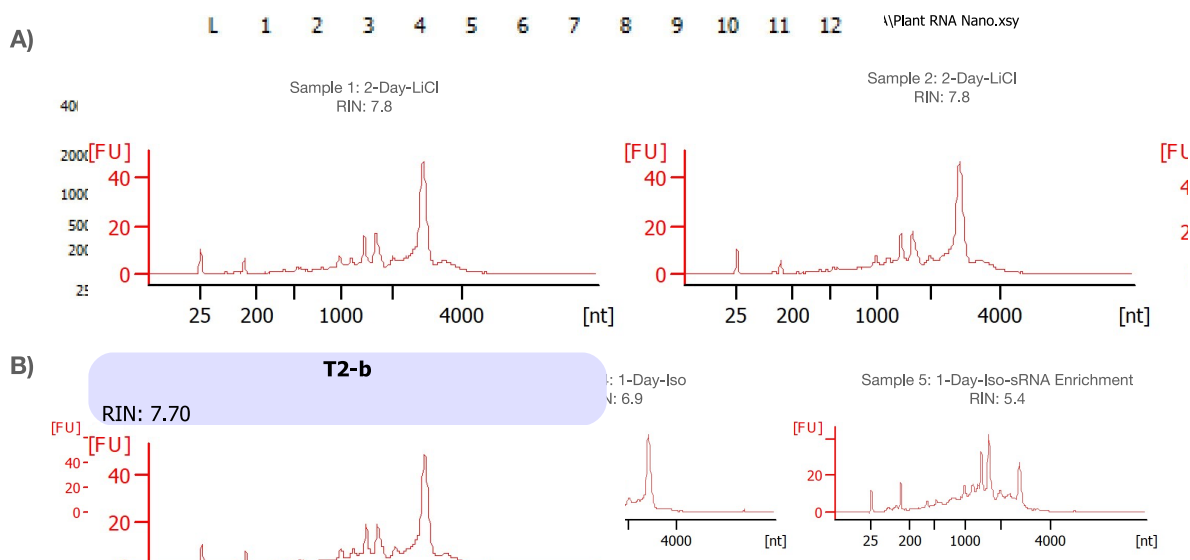 L 1 2 3 4 5 6 7 8 9 10 11 12
\\Plant RNA Nano.xsy
A)
Sample 1: 2-Day-LiCl
RIN: 7.8
Sample 2: 2-Day-LiCl
RIN: 7.8
[FU]
40
20
0
25 200 1000 4000 [nt]
[FU]
40
20
0
25 200 1000 4000 [nt]
2000
B)
T2-b
RIN: 7.70
: 1-Day-Iso
: 6.9
Sample 5: 1-Day-Iso-sRNA Enrichment
RIN: 5.4
[FU]
40
20
0
[FU]
40
20
4000 [nt]
[FU]
20
0
25 200 1000 4000 [nt]